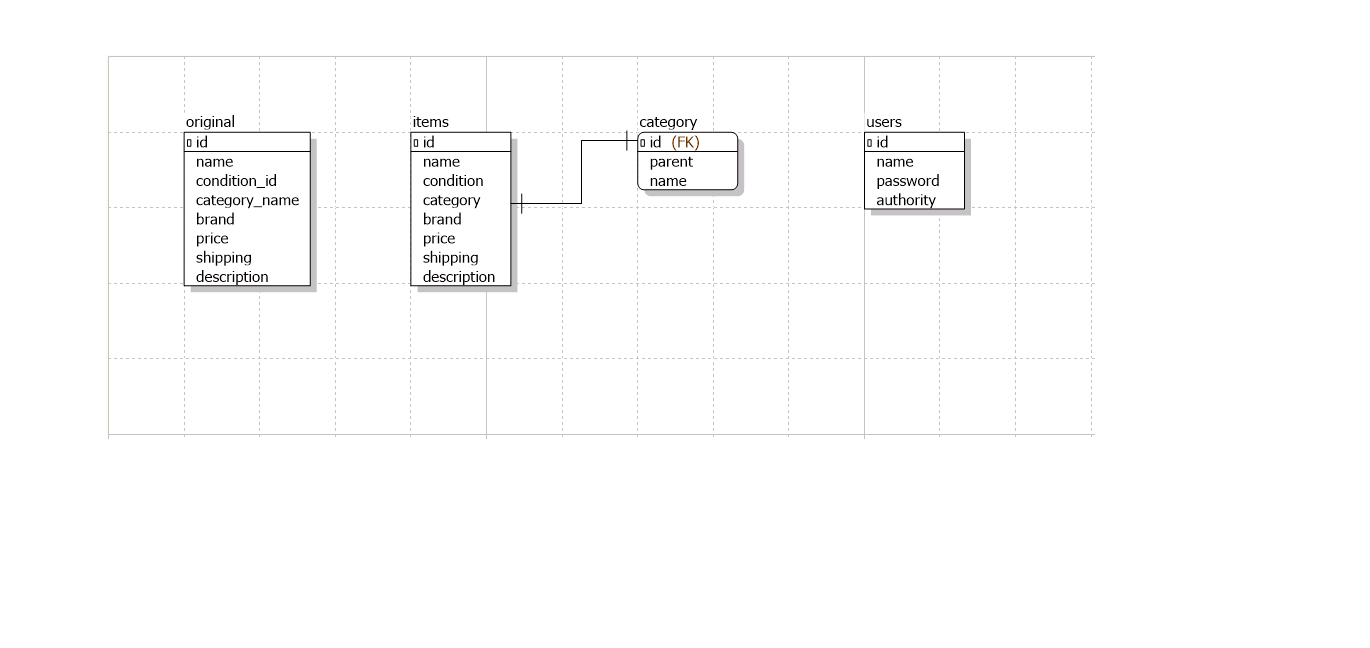 original
id
name
condition_id
category_name
brand
price
shipping
description
items
id
name
condition
category
brand
price
shipping
description
category
id (FK)
parent
name
users
id
name
password
authority